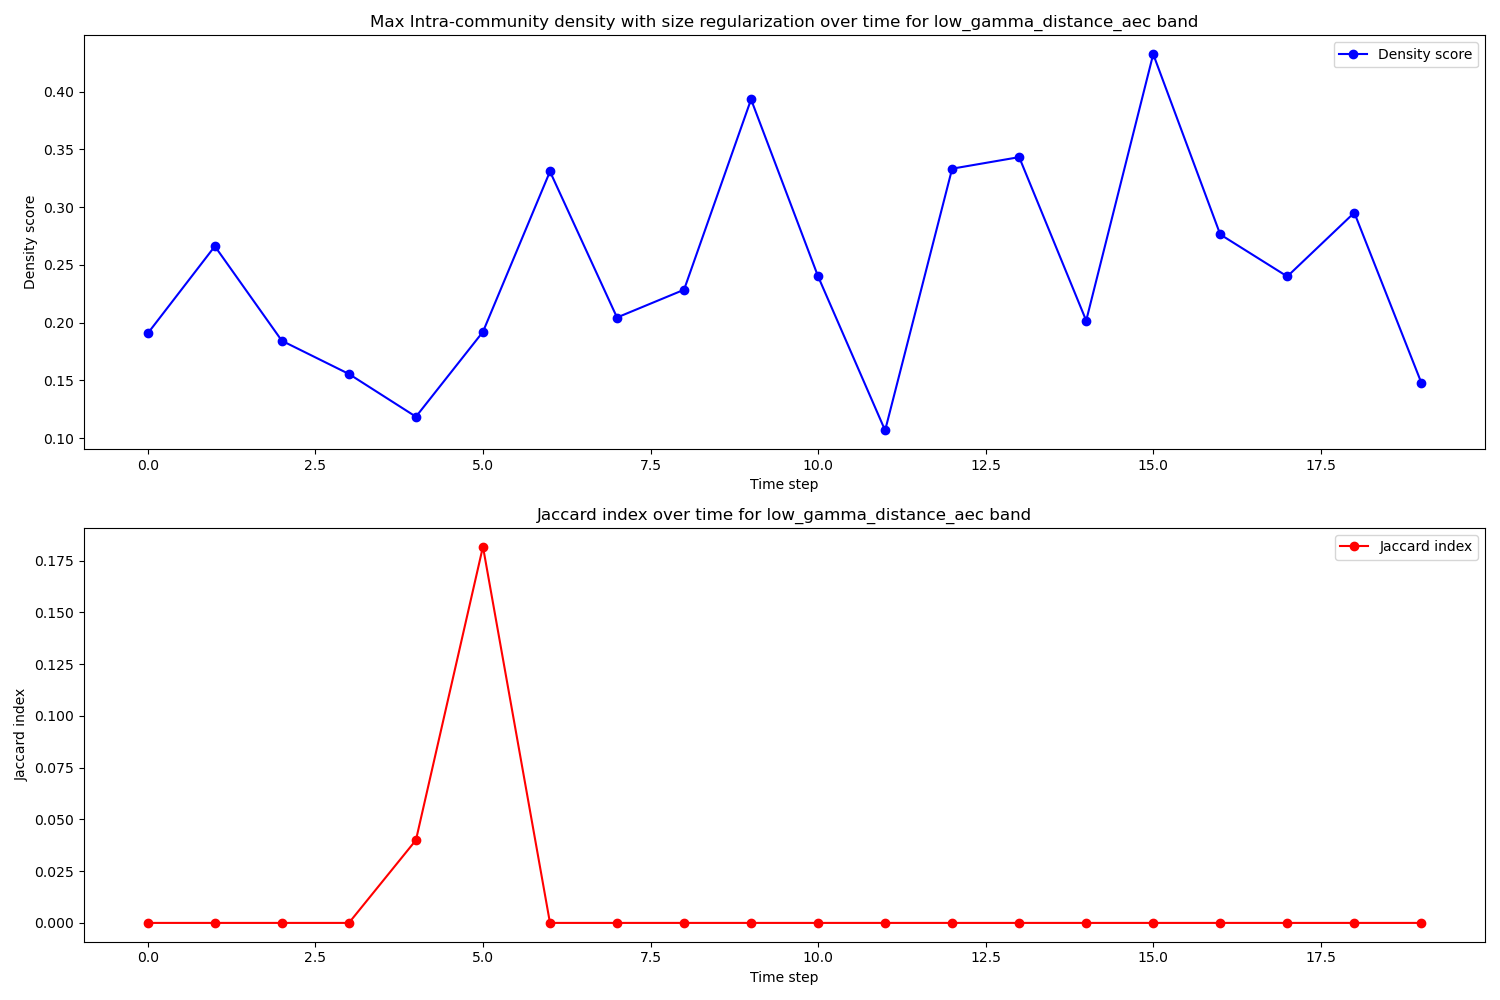 Max Intra-community density with size regularization over time for low_gamma_distance_aec band
Density score
0.40
0.35
0.30
0.25
0.20
0.15
0.10
Density score
0.0 2.5 5.0 7.5 10.0 12.5 15.0 17.5
Time step
Jaccard index over time for low_gamma_distance_aec band
Jaccard index
0.175
0.150
0.125
0.100
0.075
0.050
0.025
0.000
Jaccard index
0.0 2.5 5.0 7.5 10.0 12.5 15.0 17.5
Time step